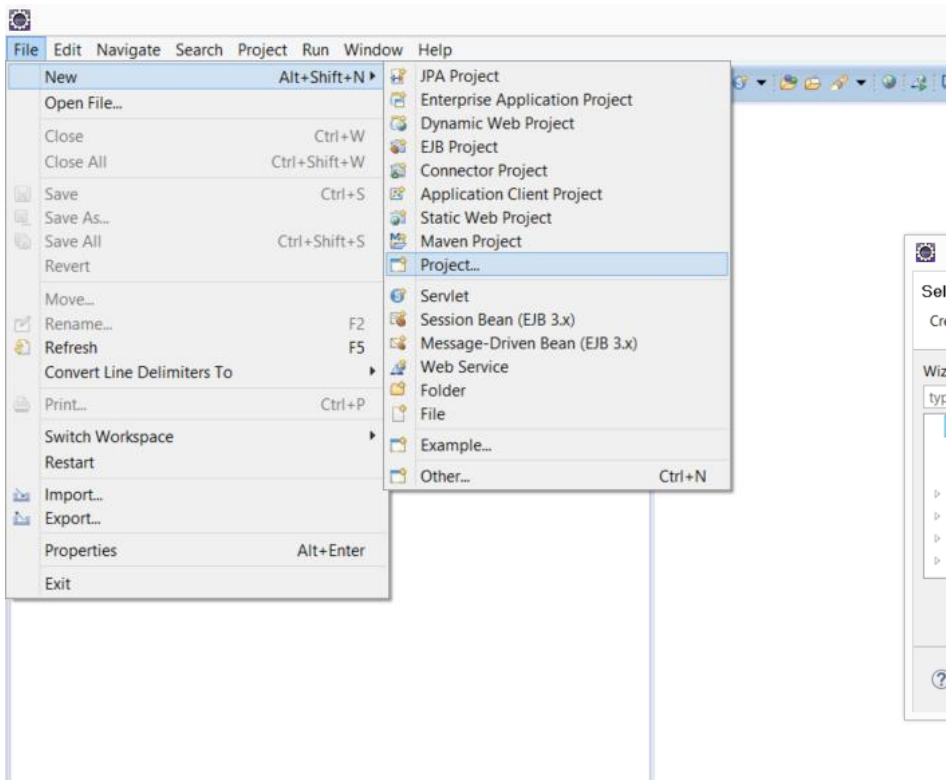 File Edit Navigate Search Project Run Window Help
New Alt+Shift+N
Open File...
Close Ctrl+W
Close All Ctrl+Shift+W
Save Ctrl+S
Save As...
Save All Ctrl+Shift+S
Revert
Move...
Rename... F2
Refresh F5
Convert Line Delimiters To
Print... Ctrl+P
Switch Workspace
Restart
Import...
Export...
Properties Alt+Enter
Exit
JPA Project
Enterprise Application Project
Dynamic Web Project
EJB Project
Connector Project
Application Client Project
Static Web Project
Maven Project
Project...
Servlet
Session Bean (EJB 3.x)
Message-Driven Bean (EJB 3.x)
Web Service
Folder
File
Example...
Other... Ctrl+N
Sel
Cr
Wiz
typ